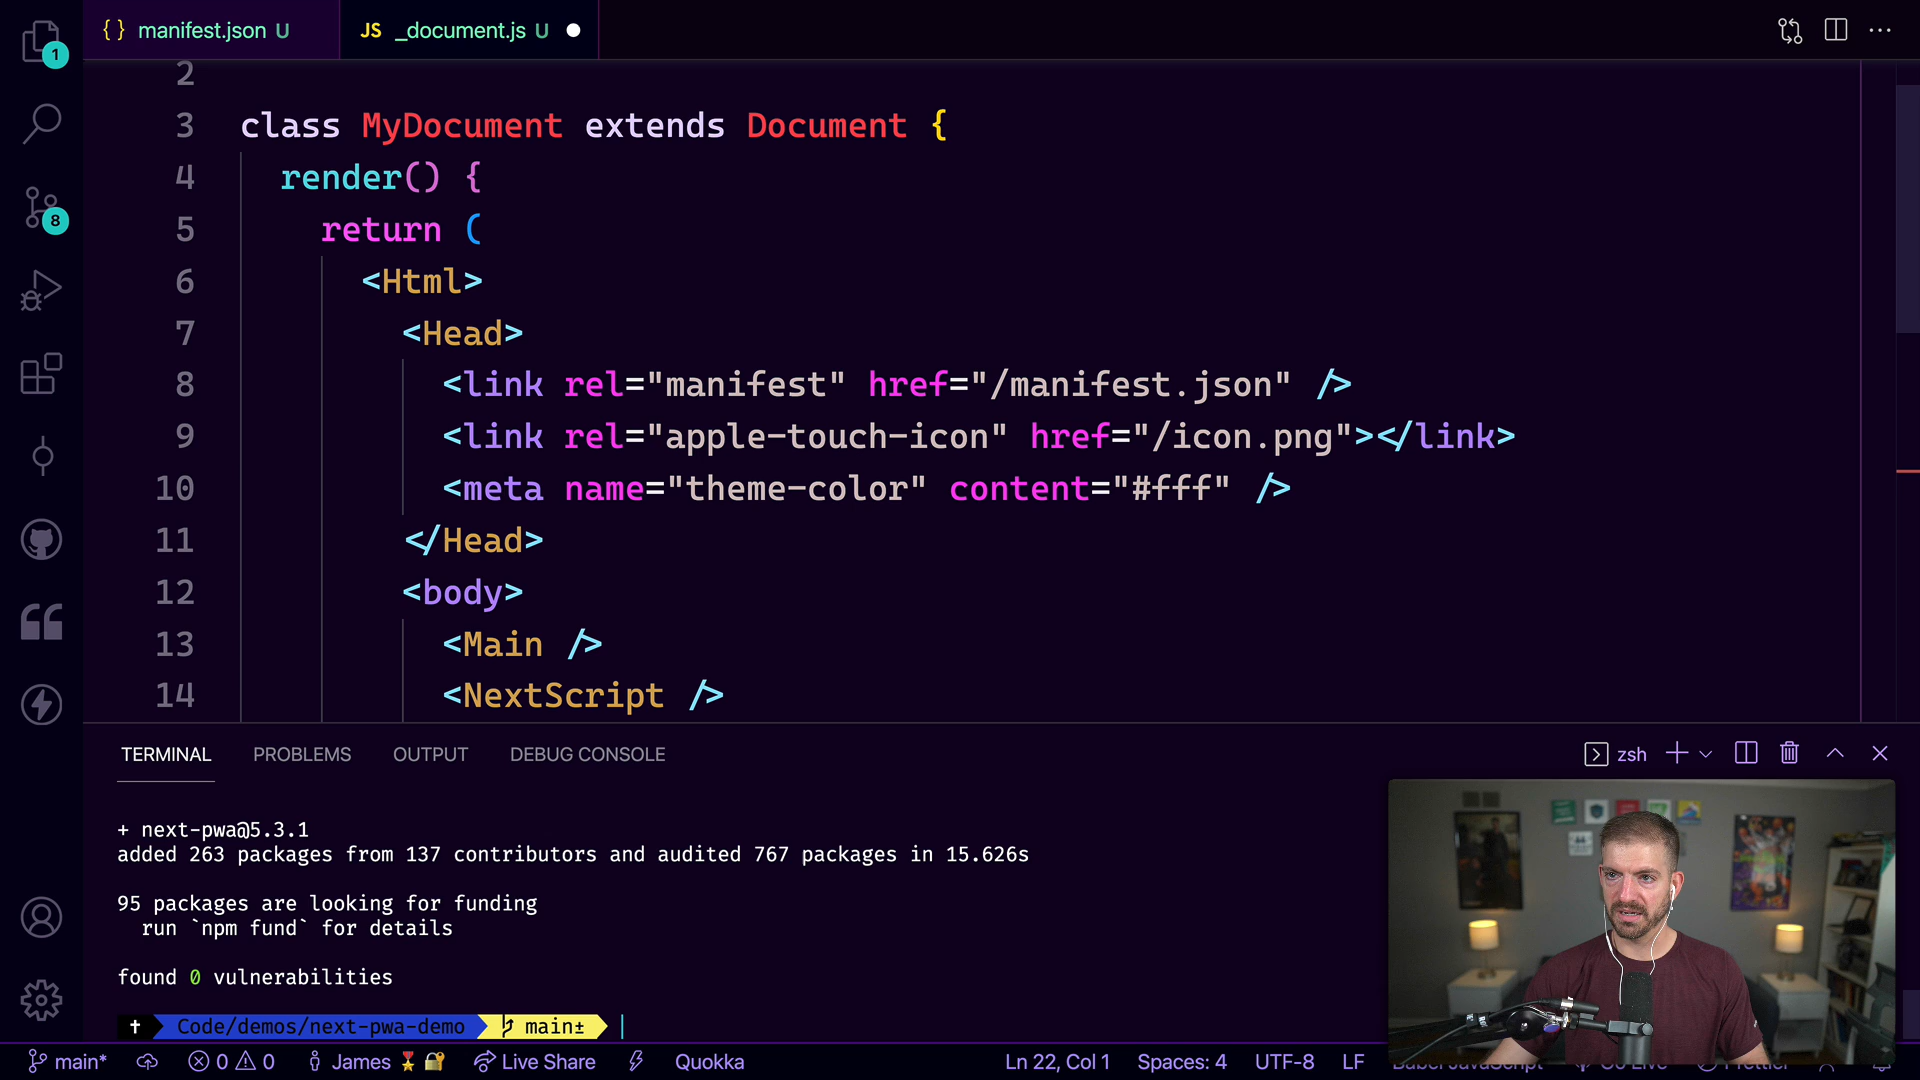 {} manifest.json U
JS _document.js U
1
8
2
3 class MyDocument extends Document {
4 render() {
5 return (
6 <Html>
7 <Head>
8 <link rel="manifest" href="/manifest.json" />
9 <link rel="apple-touch-icon" href="/icon.png"></link>
10 <meta name="theme-color" content="#fff" />
11 </Head>
12 <body>
13 <Main />
14 <NextScript />
TERMINAL PROBLEMS OUTPUT DEBUG CONSOLE
zsh
+ next-pwa@5.3.1
added 263 packages from 137 contributors and audited 767 packages in 15.626s
95 packages are looking for funding
run `npm fund` for details
found 0 vulnerabilities
Code/demos/next-pwa-demo main±
main* 0 0 James Live Share Quokka Ln 22, Col 1 Spaces: 4 UTF-8 LF